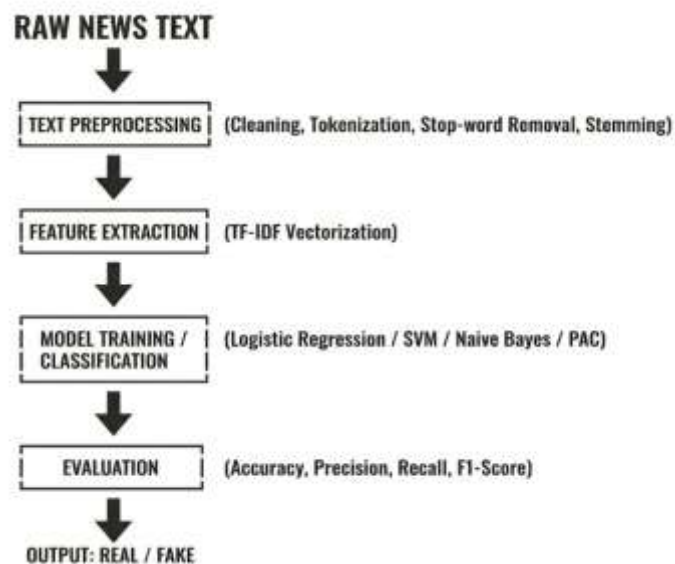 RAW NEWS TEXT
TEXT PREPROCESSING (Cleaning, Tokenization, Stop-word Removal, Stemming)
FEATURE EXTRACTION (TF-IDF Vectorization)
MODEL TRAINING / (Logistic Regression / SVM / Naive Bayes / PAC)
CLASSIFICATION
EVALUATION (Accuracy, Precision, Recall, F1-Score)
OUTPUT: REAL / FAKE